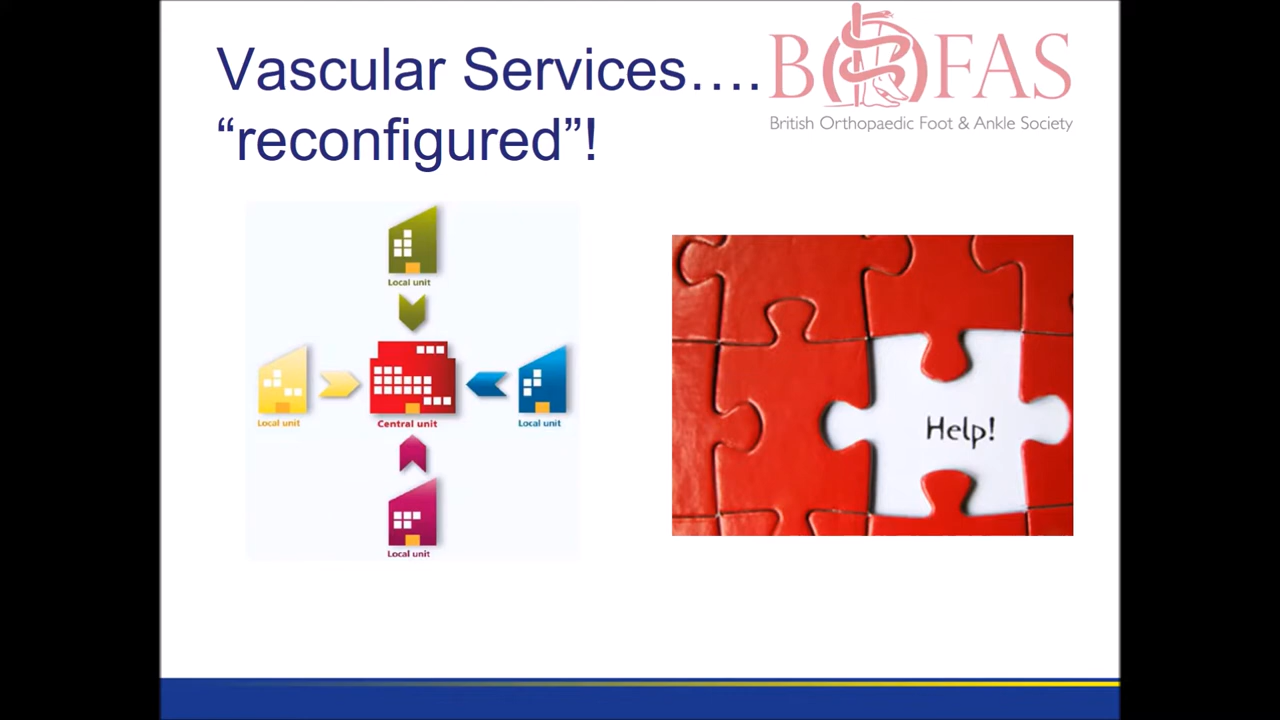 Vascular Services….
“reconfigured”!
BOFAS
British Orthopaedic Foot & Ankle Society
Local unit
Local unit
Central unit
Local unit
Local unit
Help!